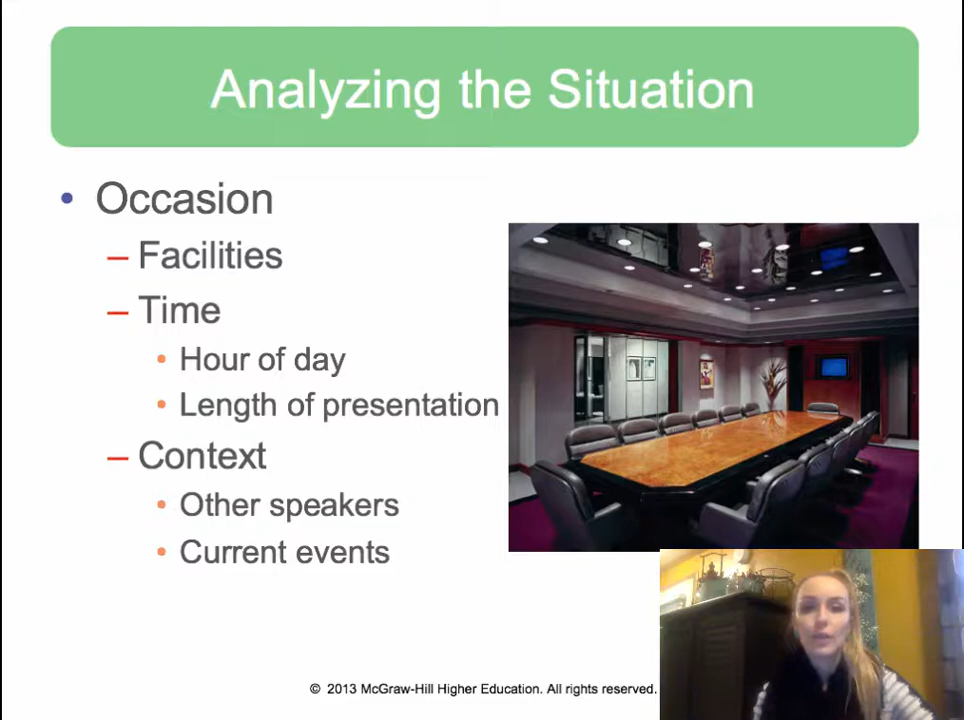 Analyzing the Situation
• Occasion
– Facilities
– Time
• Hour of day
• Length of presentation
– Context
• Other speakers
• Current events
© 2013 McGraw-Hill Higher Education. All rights reserved.